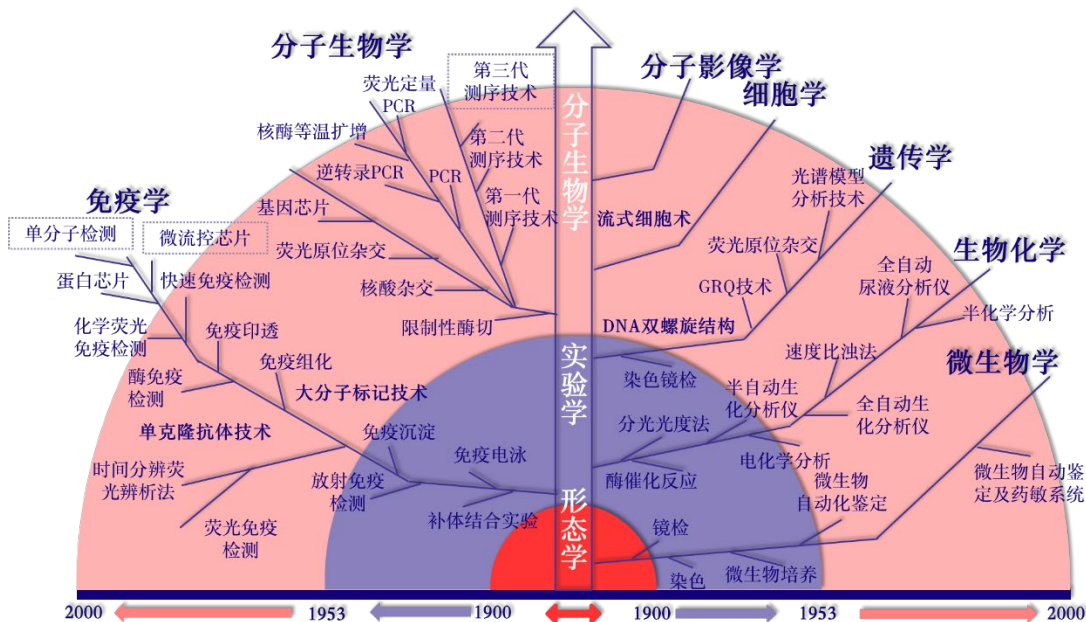 分子生物学
分子影像学
细胞学
遗传学
生物化学
微生物学
免疫学
第三代
测序技术
荧光定量
PCR
核酶等温扩增
第二代
测序技术
逆转录PCR
PCR
第一代
测序技术
基因芯片
荧光原位杂交
核酸杂交
限制性酶切
单分子检测
微流控芯片
蛋白芯片
快速免疫检测
化学荧光
免疫检测
免疫印透
酶免疫
检测
免疫组化
大分子标记技术
单克隆抗体技术
时间分辨荧
光辨析法
荧光免疫
检测
免疫沉淀
放射免疫
检测
免疫电泳
补体结合实验
分子生物学
实验学
形态学
流式细胞术
光谱模型
分析技术
荧光原位杂交
GRQ技术
DNA双螺旋结构
染色镜检
全自动
尿液分析仪
半化学分析
速度比浊法
半自动生
化分析仪
全自动生
化分析仪
分光光度法
电化学分析
酶催化反应
微生物
自动化鉴定
微生物自动鉴
定及药敏系统
镜检
染色
微生物培养
2000
1953
1900
1900
1953
2000